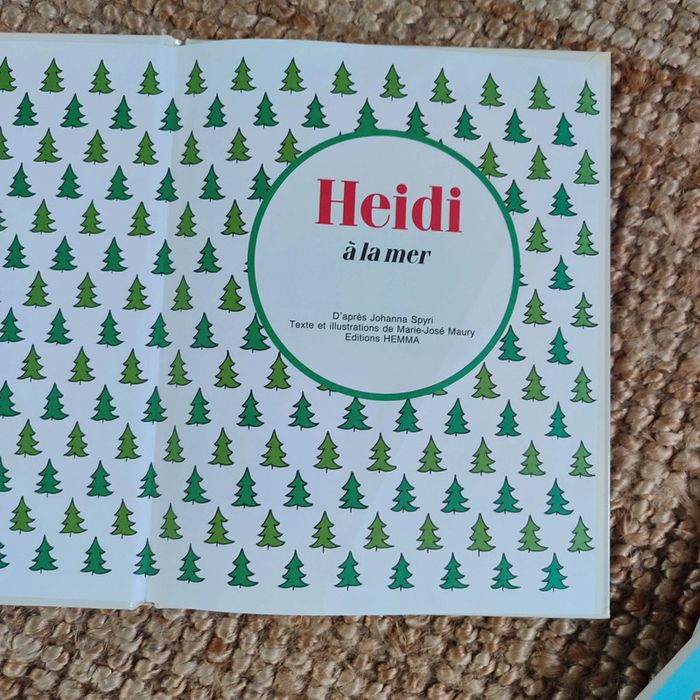 Heidi
à la mer
D'après Johanna Spyri
Texte et illustrations de Marie-José Maury
Editions HEMMA